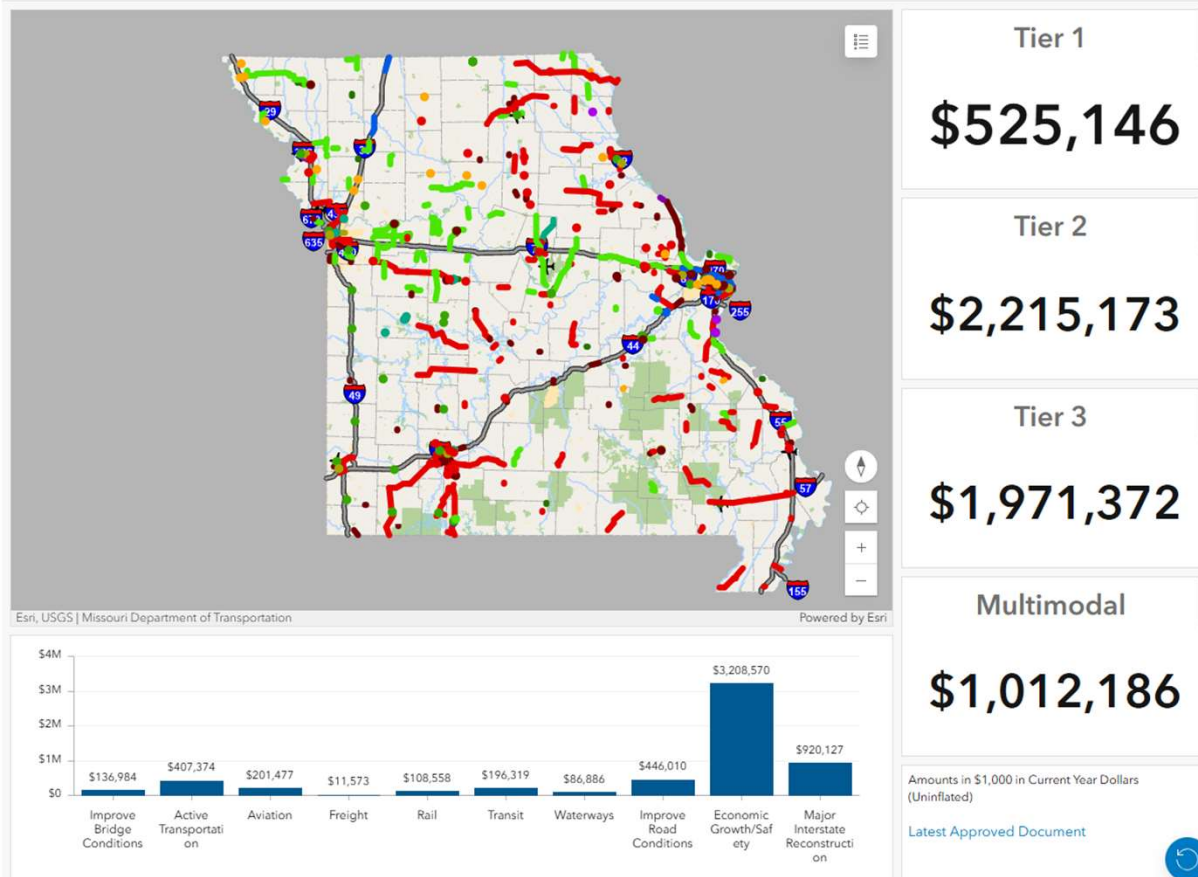 29
635
44
255
49
55
57
155
Esri, USGS | Missouri Department of Transportation
Powered by Esri
Tier 1
$525,146
Tier 2
$2,215,173
Tier 3
$1,971,372
Multimodal
$1,012,186
Amounts in $1,000 in Current Year Dollars
(Uninflated)
Latest Approved Document
$4M
$3M
$2M
$1M
$0
$136,984
$407,374
$201,477
$11,573
$108,558
$196,319
$86,886
$446,010
$3,208,570
$920,127
Improve
Bridge
Conditions
Active
Transportati
on
Aviation
Freight
Rail
Transit
Waterways
Improve
Road
Conditions
Economic
Growth/Saf
ety
Major
Interstate
Reconstructi
on